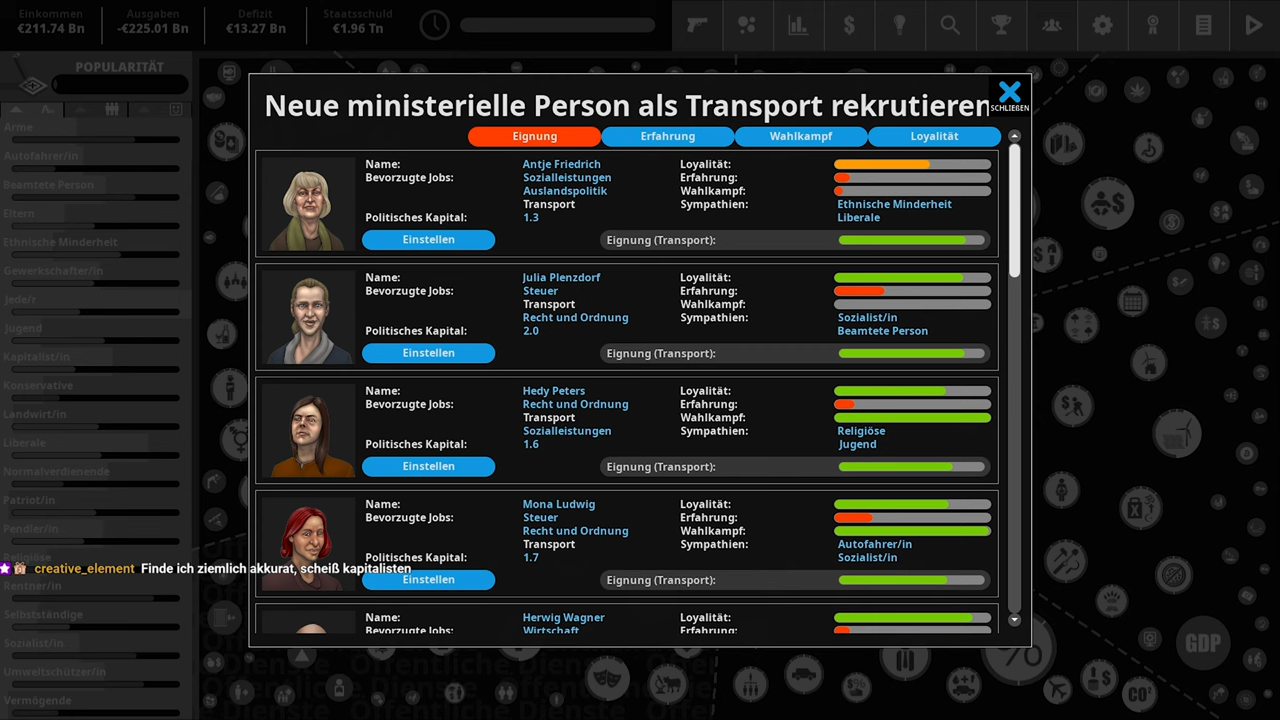 Einkommen
€211.74 Bn
Ausgaben
-€225.01 Bn
Defizit
€13.27 Bn
Staatsschuld
€1.96 Tn
POPULARITÄT
Arme
Autofahrer/in
Beamtete Person
Eltern
Ethnische Minderheit
Gewerkschafter/in
Jede/r
Jugend
Kapitalist/in
Konservative
Landwirt/in
Liberale
Normalverdienende
Patriot/in
Pendler/in
Religiöse
Rentner/in
Selbstständige
Sozialist/in
Umweltschützer/in
Vermögende
Neue ministerielle Person als Transport rekrutieren
SCHLIEßEN
Eignung Erfahrung Wahlkampf Loyalität
Name: Antje Friedrich Loyalität:
Bevorzugte Jobs: Sozialleistungen Erfahrung:
Auslandspolitik Wahlkampf:
Transport Sympathien: Ethnische Minderheit
Politisches Kapital: 1.3 Liberale
Einstellen Eignung (Transport):
Name: Julia Plenzdorf Loyalität:
Bevorzugte Jobs: Steuer Erfahrung:
Transport Wahlkampf:
Recht und Ordnung Sympathien: Sozialist/in
Politisches Kapital: 2.0 Beamtete Person
Einstellen Eignung (Transport):
Name: Hedy Peters Loyalität:
Bevorzugte Jobs: Recht und Ordnung Erfahrung:
Transport Wahlkampf:
Sozialleistungen Sympathien: Religiöse
Politisches Kapital: 1.6 Jugend
Einstellen Eignung (Transport):
Name: Mona Ludwig Loyalität:
Bevorzugte Jobs: Steuer Erfahrung:
Recht und Ordnung Wahlkampf:
Transport Sympathien: Autofahrer/in
Politisches Kapital: 1.7 Sozialist/in
creative_element Finde ich ziemlich akkurat, scheiß kapitalisten
Einstellen Eignung (Transport):
Name: Herwig Wagner Loyalität:
Bevorzugte Jobs: Wirtschaft Erfahrung:
GDP
Öffentliche Dienste
CO²